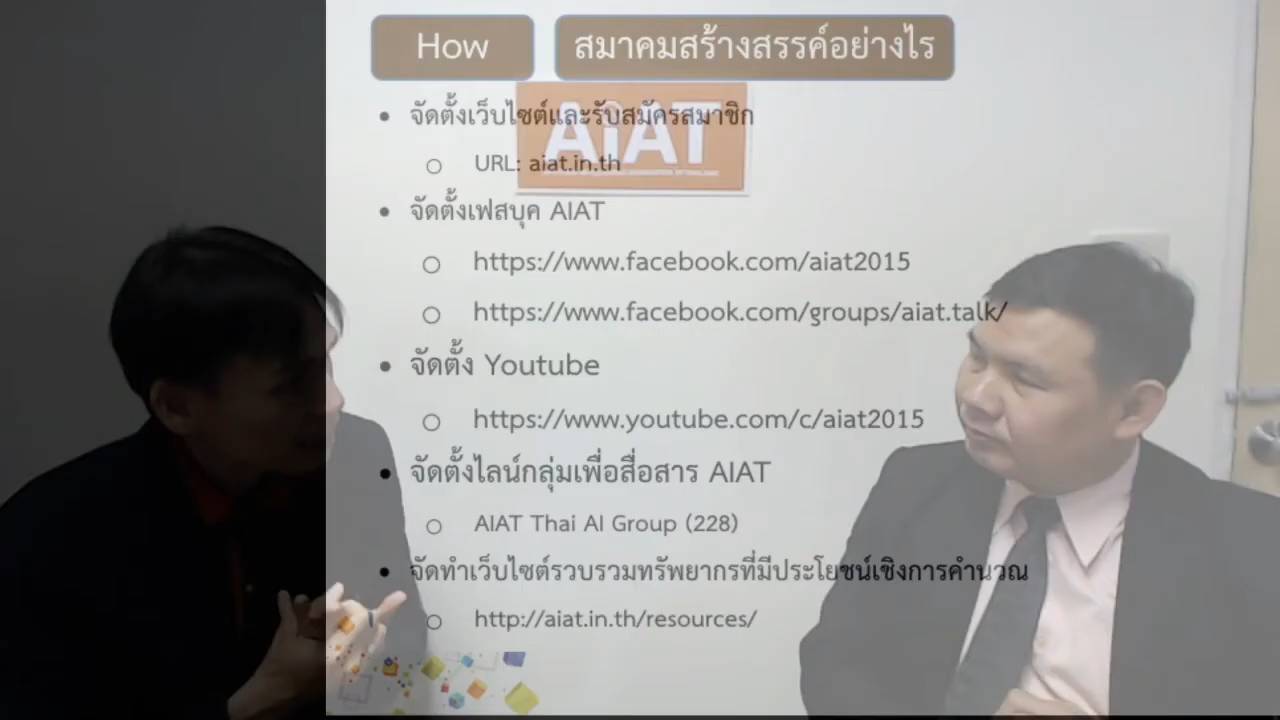 How
สมาคมสร้างสรรค์อย่างไร
AiAT
จัดตั้งเว็บไซต์และรับสมัครสมาชิก
URL: aiat.in.th
จัดตั้งเฟสบุค AIAT
https://www.facebook.com/aiat2015
https://www.facebook.com/groups/aiat.talk/
จัดตั้ง Youtube
https://www.youtube.com/c/aiat2015
จัดตั้งไลน์กลุ่มเพื่อสื่อสาร AIAT
AIAT Thai AI Group (228)
จัดทำเว็บไซต์รวบรวมทรัพยากรที่มีประโยชน์เชิงการคำนวณ
http://aiat.in.th/resources/